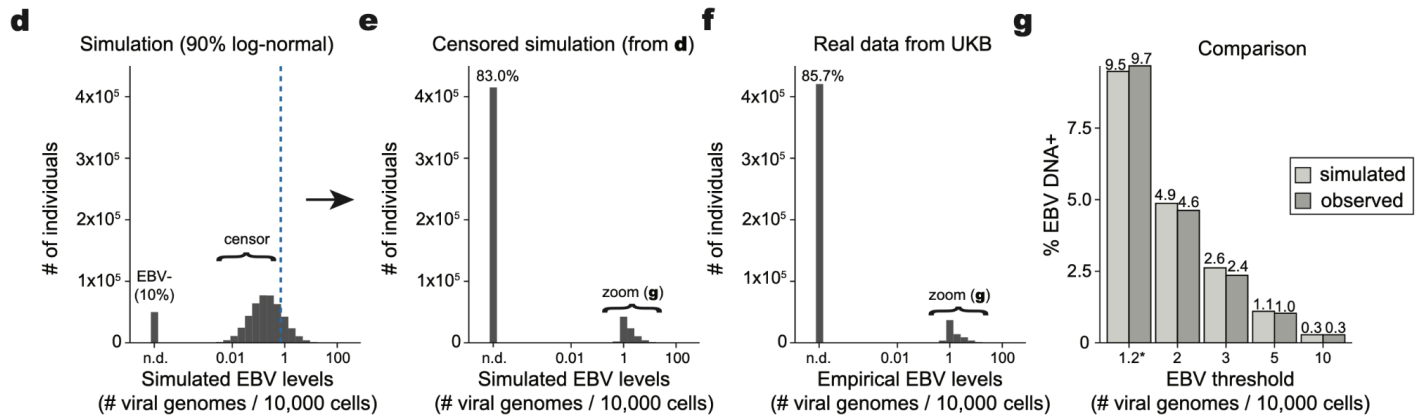 d
Simulation (90% log-normal)
# of individuals
4x10⁵
3x10⁵
2x10⁵
1x10⁵
0
censor
EBV-
(10%)
n.d.
0.01
1
100
Simulated EBV levels
(# viral genomes / 10,000 cells)
e
Censored simulation (from d)
83.0%
# of individuals
4x10⁵
3x10⁵
2x10⁵
1x10⁵
0
zoom (g)
n.d.
0.01
1
100
Simulated EBV levels
(# viral genomes / 10,000 cells)
f
Real data from UKB
85.7%
# of individuals
4x10⁵
3x10⁵
2x10⁵
1x10⁵
0
zoom (g)
n.d.
0.01
1
100
Empirical EBV levels
(# viral genomes / 10,000 cells)
g
Comparison
% EBV DNA+
7.5
5.0
2.5
0
9.5 9.7
4.9 4.6
2.6 2.4
1.1 1.0
0.3 0.3
simulated
observed
1.2*
2
3
5
10
EBV threshold
(# viral genomes / 10,000 cells)